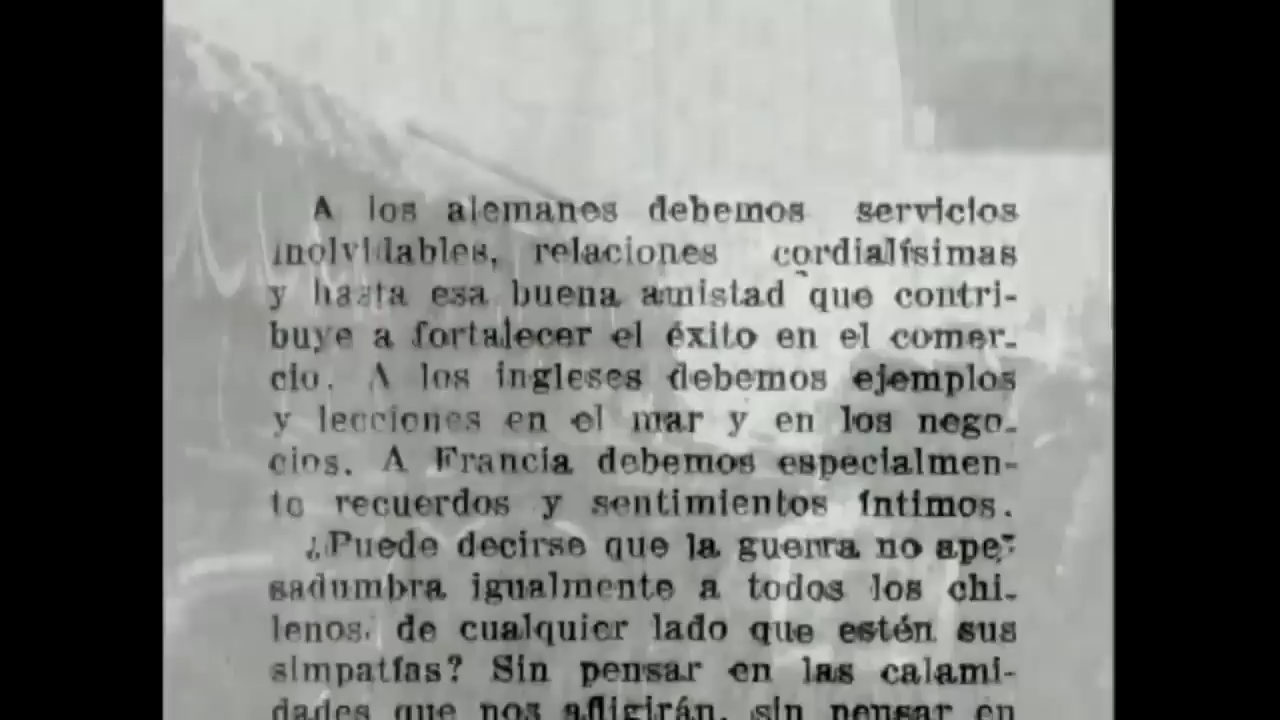 A los alemanes debemos servicios
inolvidables, relaciones cordialísimas
y hasta esa buena amistad que contri-
buye a fortalecer el éxito en el comer-
cio. A los ingleses debemos ejemplos
y lecciones en el mar y en los nego-
cios. A Francia debemos especialmen-
te recuerdos y sentimientos íntimos.
¿Puede decirse que la guerra no ape-
sadumbra igualmente a todos los chi-
lenos, de cualquier lado que estén sus
simpatías? Sin pensar en las calami-
dades que nos afligirán, sin pensar en